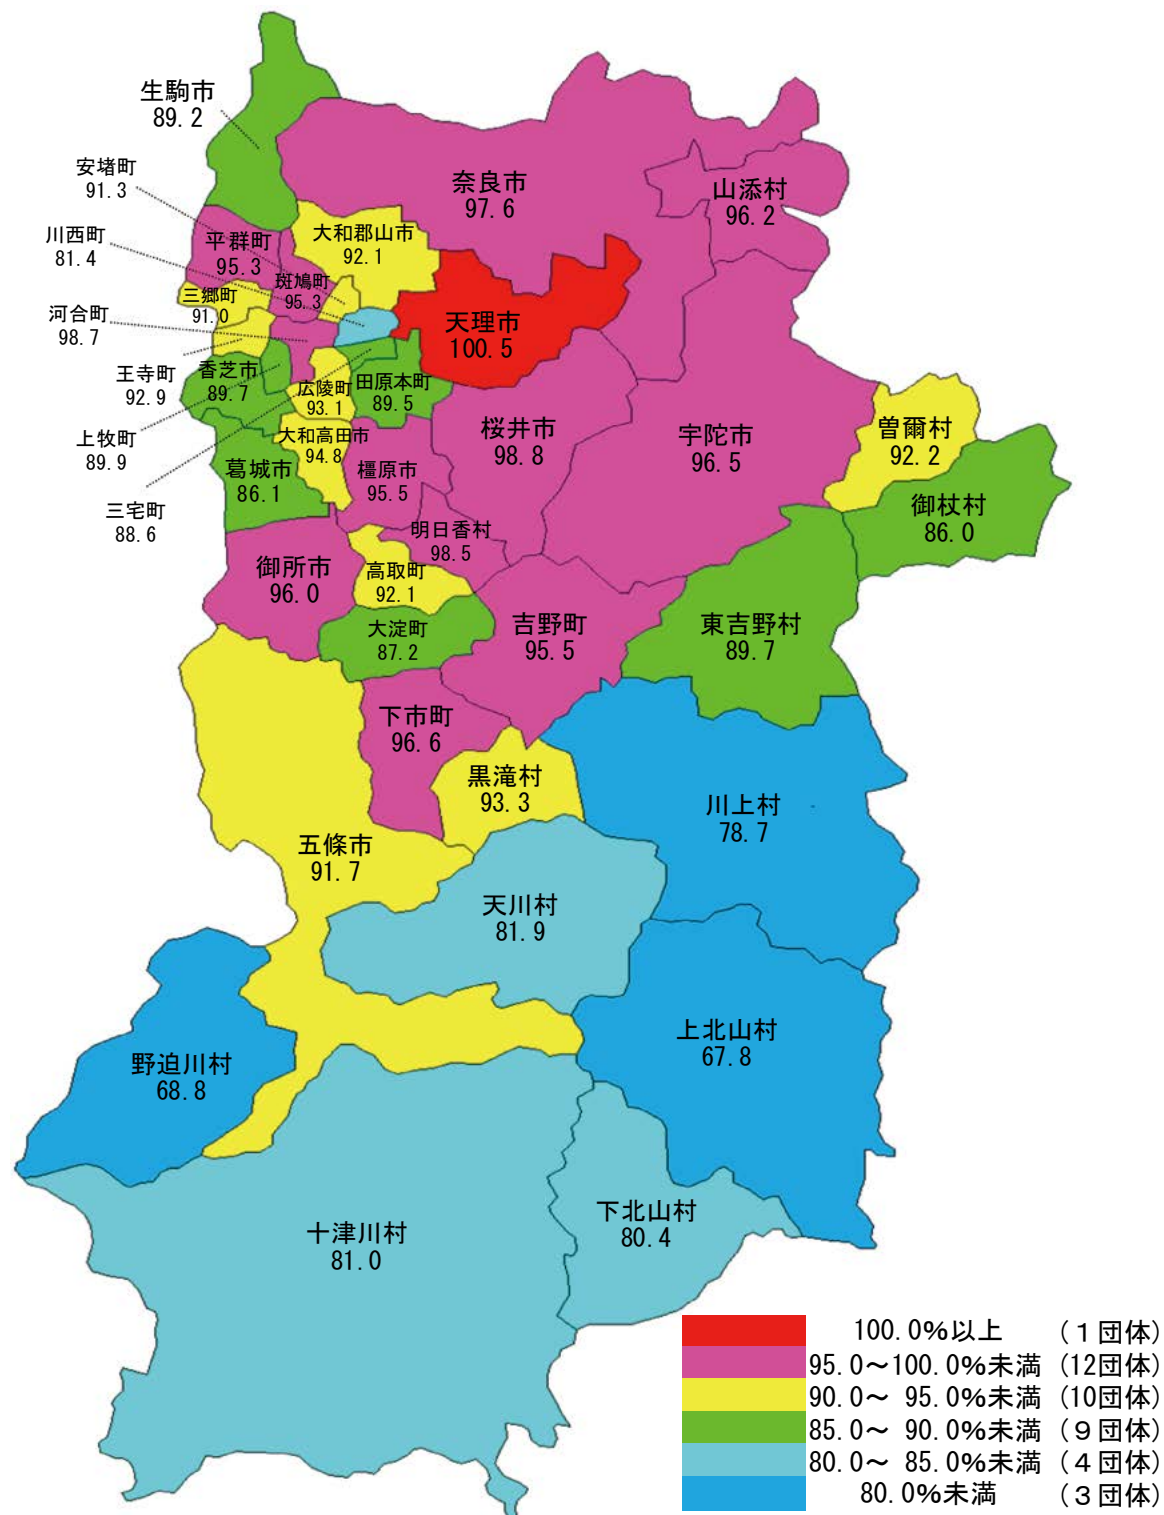 生駒市
89.2
安堵町
91.3
川西町
81.4
奈良市
97.6
山添村
96.2
平群町
95.3
大和郡山市
92.1
斑鳩町
95.3
三郷町
91.0
河合町
98.7
天理市
100.5
王寺町
92.9
香芝市
89.7
広陵町
93.1
田原本町
89.5
上牧町
89.9
大和高田市
94.8
桜井市
98.8
宇陀市
96.5
曽爾村
92.2
葛城市
86.1
橿原市
95.5
三宅町
88.6
御杖村
86.0
明日香村
98.5
御所市
96.0
高取町
92.1
大淀町
87.2
吉野町
95.5
東吉野村
89.7
下市町
96.6
黒滝村
93.3
川上村
78.7
五條市
91.7
天川村
81.9
上北山村
67.8
野迫川村
68.8
下北山村
80.4
十津川村
81.0
100.0%以上 (1団体)
95.0～100.0%未満 (12団体)
90.0～ 95.0%未満 (10団体)
85.0～ 90.0%未満 (9団体)
80.0～ 85.0%未満 (4団体)
80.0%未満 (3団体)